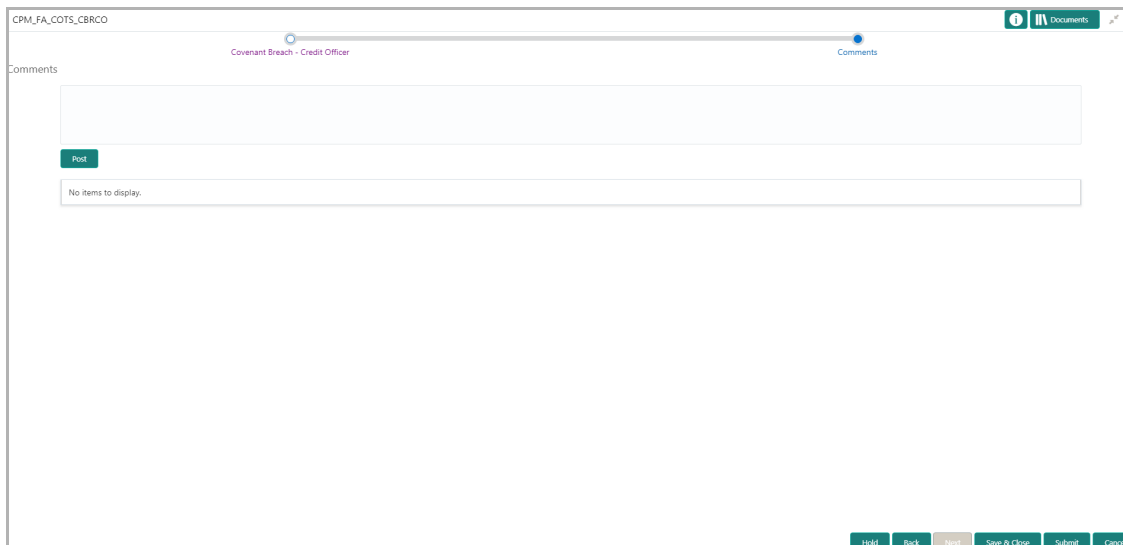 CPM_FA_COTS_CBRCO
Documents
Covenant Breach - Credit Officer
Comments
Comments
Post
No items to display.
Hold Back Next Save & Close Submit Cance